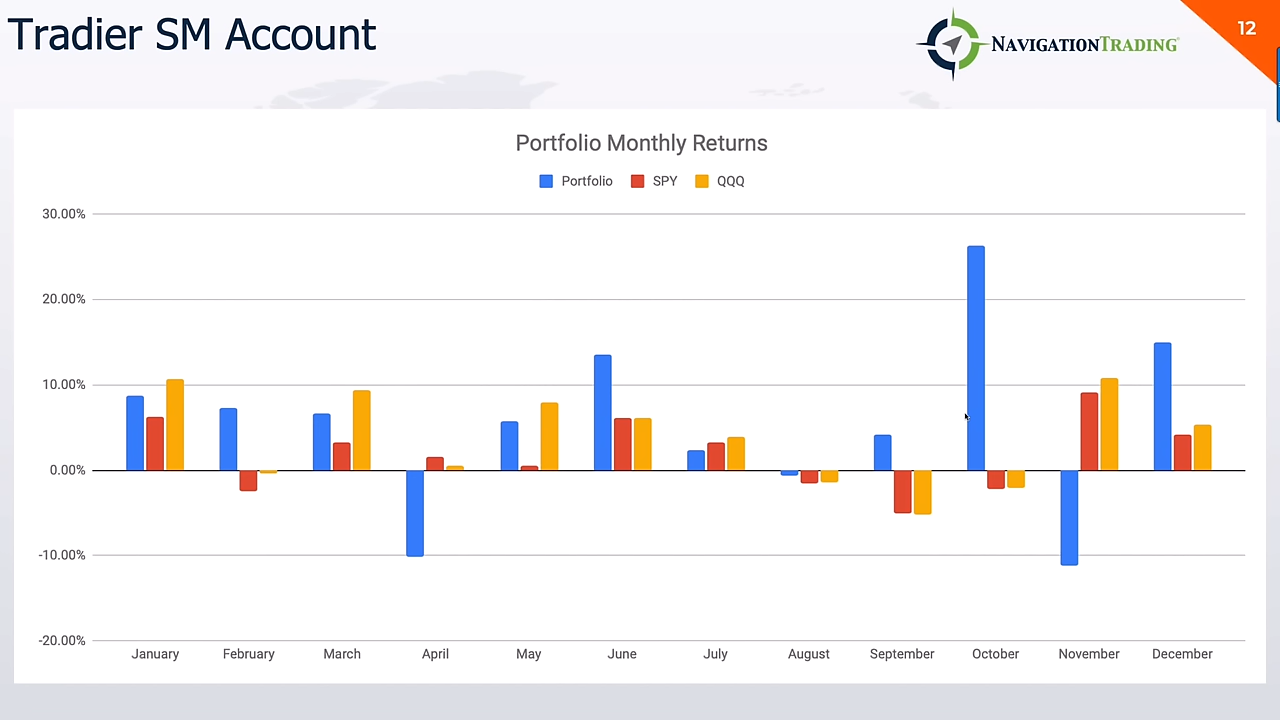 Tradier SM Account
NAVIGATIONTRADING®
12
Portfolio Monthly Returns
Portfolio SPY QQQ
30.00%
20.00%
10.00%
0.00%
-10.00%
-20.00%
January February March April May June July August September October November December